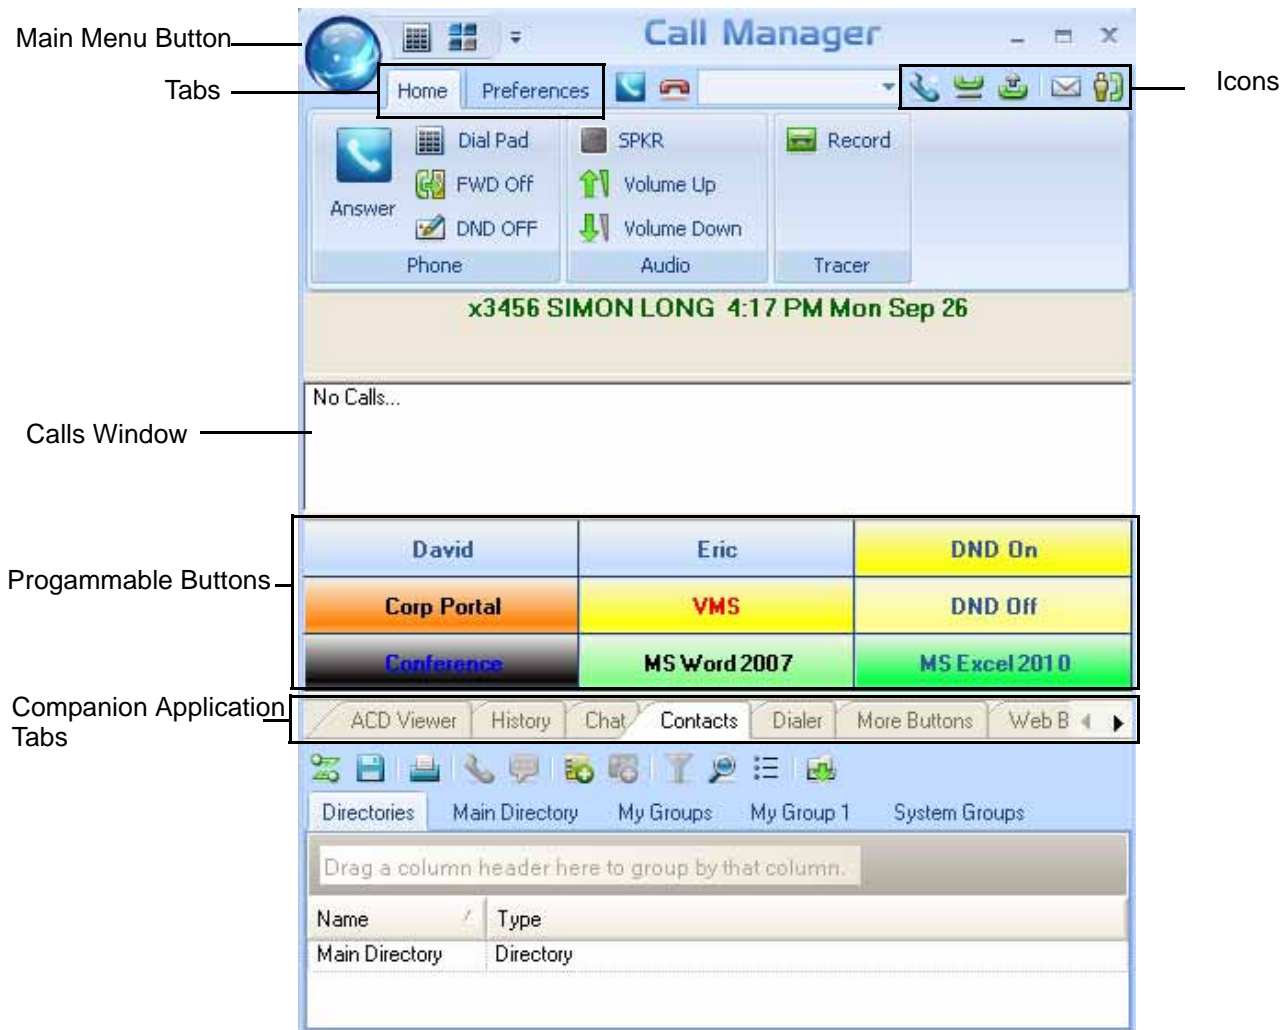 Main Menu Button
Call Manager
Tabs
Home Preferences
Icons
Answer
Dial Pad
FWD Off
DND OFF
Phone
SPKR
Volume Up
Volume Down
Audio
Record
Tracer
x3456 SIMON LONG 4:17 PM Mon Sep 26
No Calls...
Calls Window
Progammable Buttons
David Eric DND On
Corp Portal VMS DND Off
Conference MS Word 2007 MS Excel 2010
Companion Application
Tabs
ACD Viewer History Chat Contacts Dialer More Buttons Web B
Directories Main Directory My Groups My Group 1 System Groups
Drag a column header here to group by that column.
Name Type
Main Directory Directory